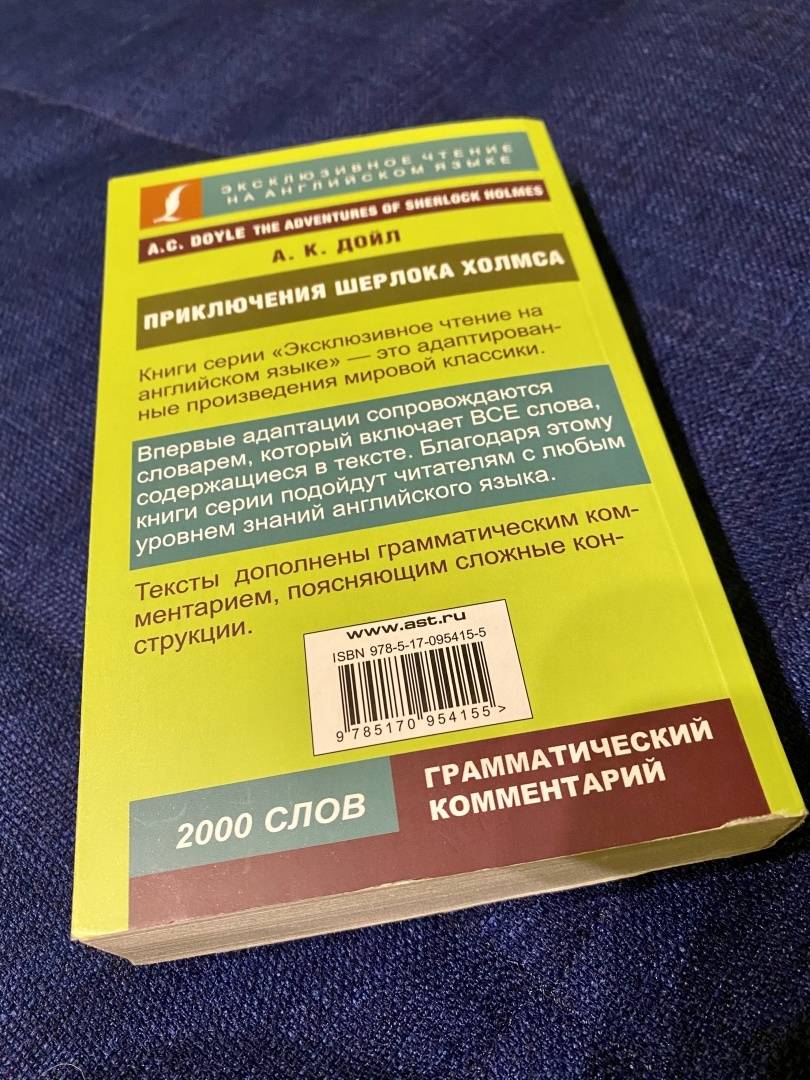 ЭКСКЛЮЗИВНОЕ ЧТЕНИЕ
НА АНГЛИЙСКОМ ЯЗЫКЕ
A.C. DOYLE THE ADVENTURES OF SHERLOCK HOLMES
А. К. ДОЙЛ
ПРИКЛЮЧЕНИЯ ШЕРЛОКА ХОЛМСА
Книги серии «Эксклюзивное чтение на
английском языке» — это адаптирован-
ные произведения мировой классики.
Впервые адаптации сопровождаются
словарем, который включает ВСЕ слова,
содержащиеся в тексте. Благодаря этому
книги серии подойдут читателям с любым
уровнем знаний английского языка.
Тексты дополнены грамматическим ком-
ментарием, поясняющим сложные кон-
струкции.
www.ast.ru
ISBN 978-5-17-095415-5
9 785170 954155 >
2000 СЛОВ
ГРАММАТИЧЕСКИЙ
КОММЕНТАРИЙ